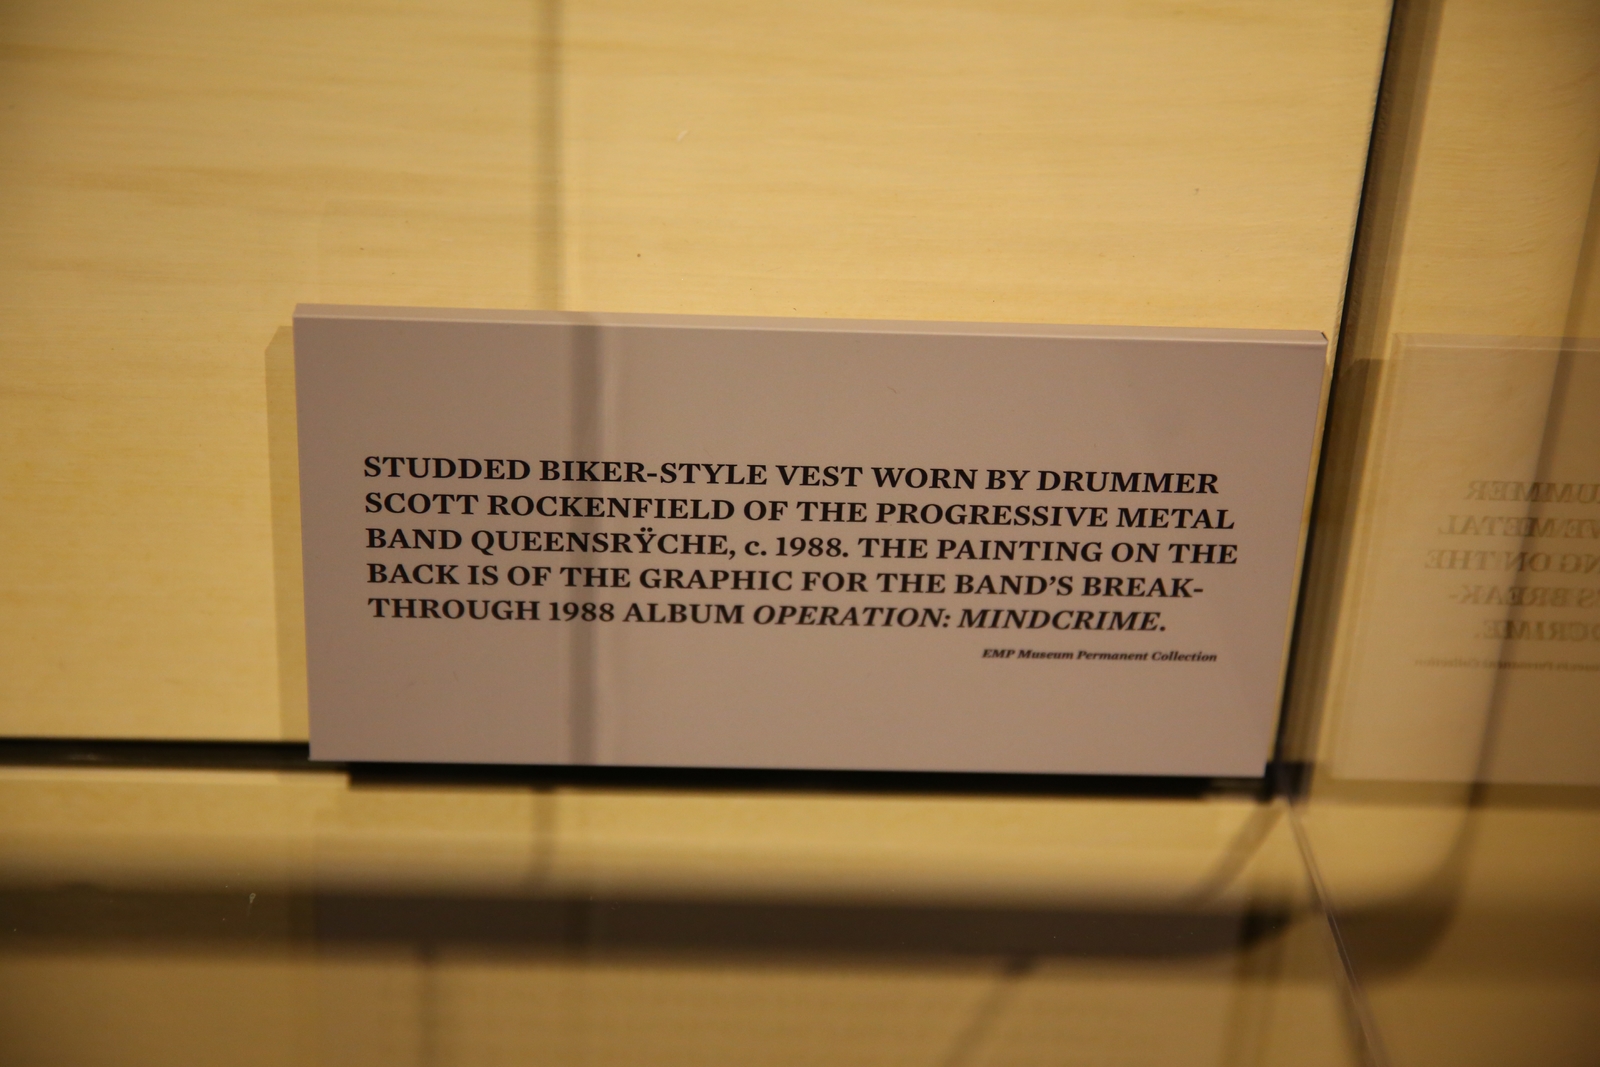 STUDDED BIKER-STYLE VEST WORN BY DRUMMER
SCOTT ROCKENFIELD OF THE PROGRESSIVE METAL
BAND QUEENSRŸCHE, c. 1988. THE PAINTING ON THE
BACK IS OF THE GRAPHIC FOR THE BAND'S BREAK-
THROUGH 1988 ALBUM OPERATION: MINDCRIME.
EMP Museum Permanent Collection